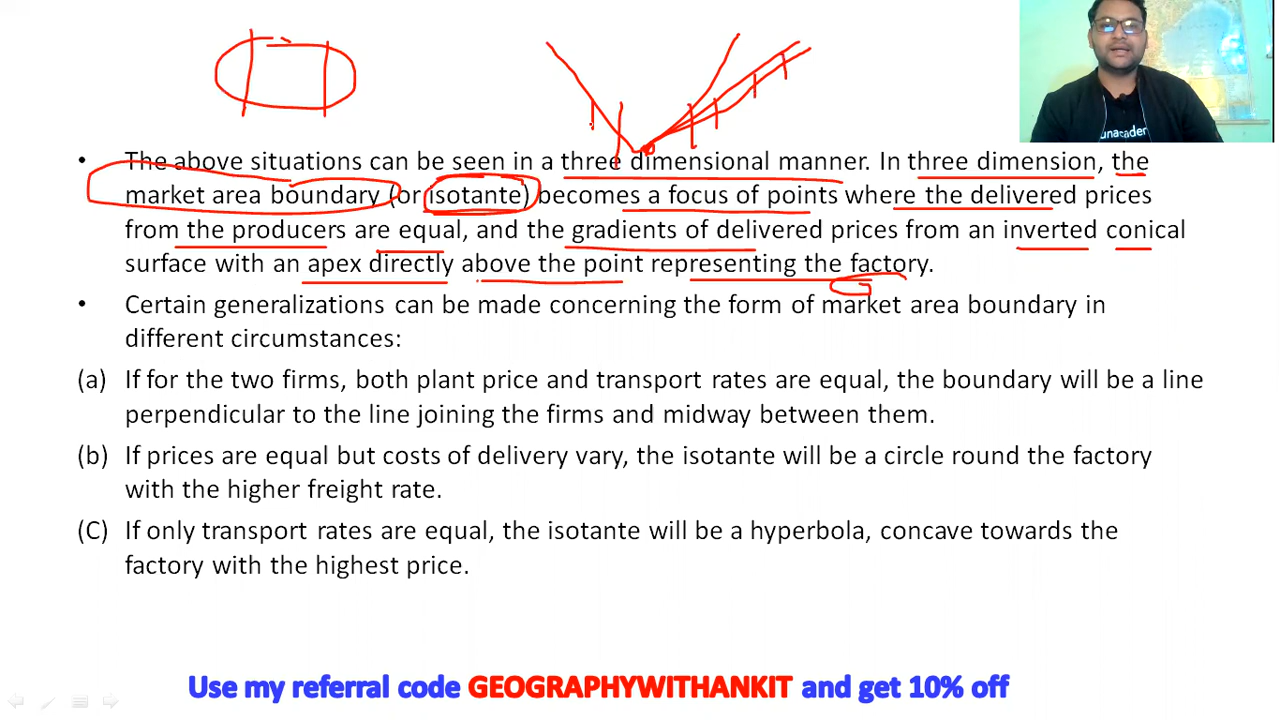 • The above situations can be seen in a three dimensional manner. In three dimension, the
market area boundary (or isotante) becomes a focus of points where the delivered prices
from the producers are equal, and the gradients of delivered prices from an inverted conical
surface with an apex directly above the point representing the factory.
• Certain generalizations can be made concerning the form of market area boundary in
different circumstances:
(a) If for the two firms, both plant price and transport rates are equal, the boundary will be a line
perpendicular to the line joining the firms and midway between them.
(b) If prices are equal but costs of delivery vary, the isotante will be a circle round the factory
with the higher freight rate.
(C) If only transport rates are equal, the isotante will be a hyperbola, concave towards the
factory with the highest price.
Use my referral code GEOGRAPHYWITHANKIT and get 10% off